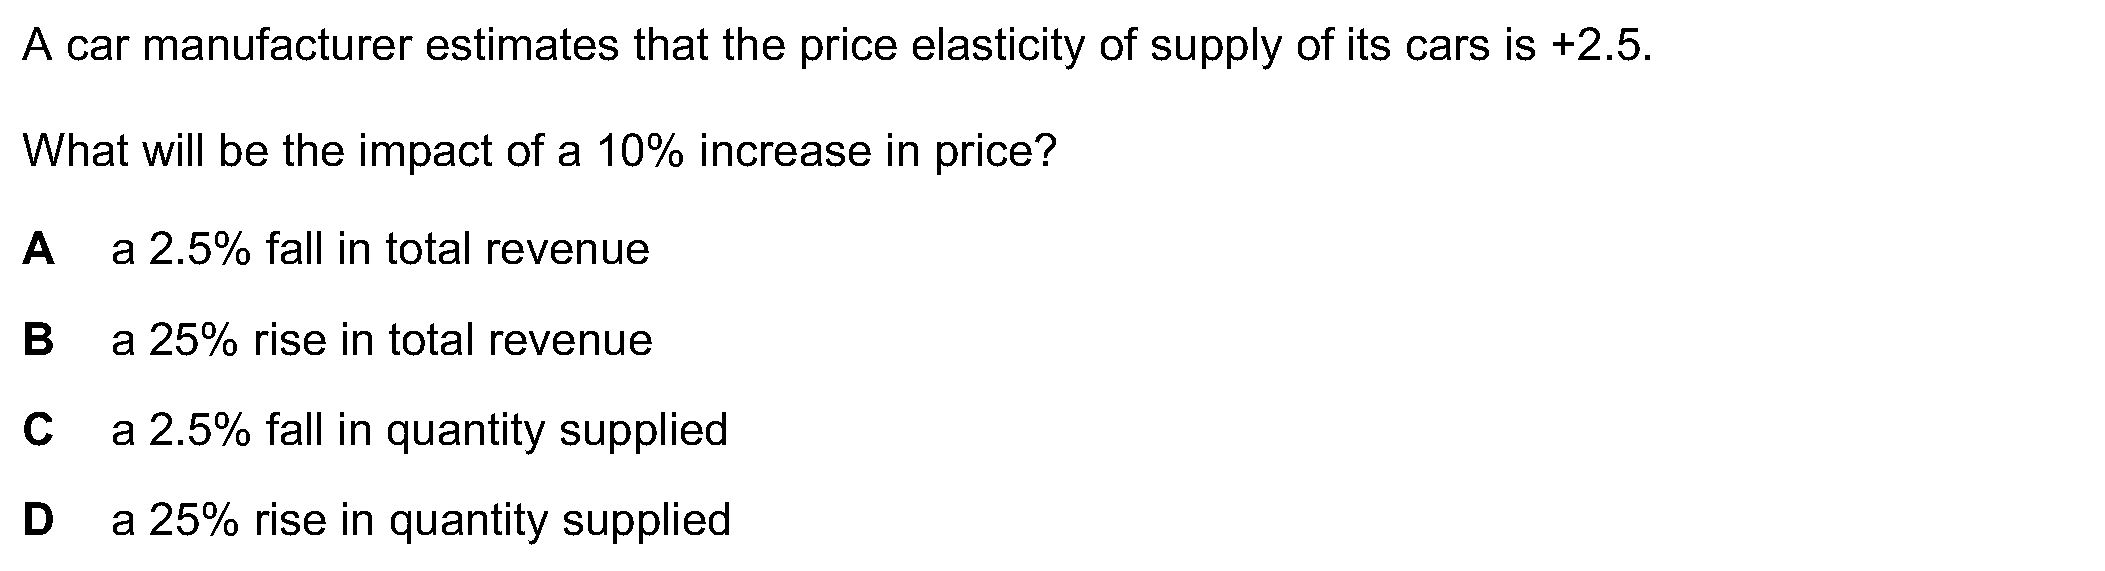 A car manufacturer estimates that the price elasticity of supply of its cars is +2.5.
What will be the impact of a 10% increase in price?
A a 2.5% fall in total revenue
B a 25% rise in total revenue
C a 2.5% fall in quantity supplied
D a 25% rise in quantity supplied